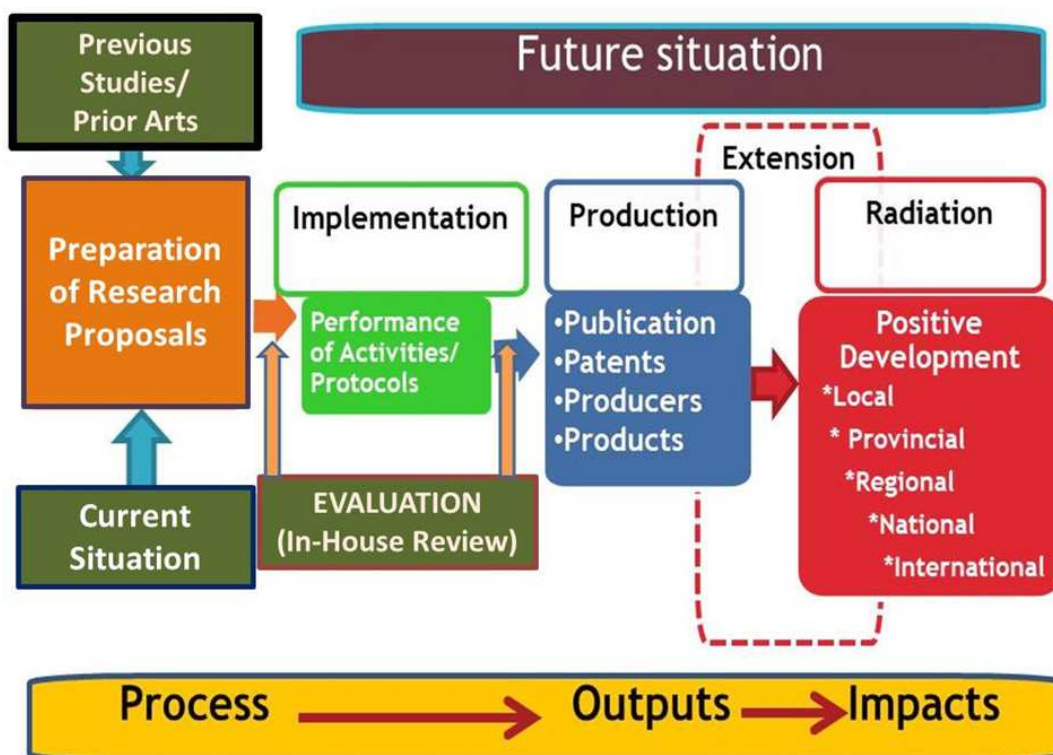 Previous
Studies/
Prior Arts
Future situation
Extension
Preparation
of Research
Proposals
Implementation
Performance
of Activities/
Protocols
Production
•Publication
•Patents
•Producers
•Products
Radiation
Positive
Development
*Local
* Provincial
*Regional
*National
*International
Current
Situation
EVALUATION
(In-House Review)
Process
Outputs
Impacts